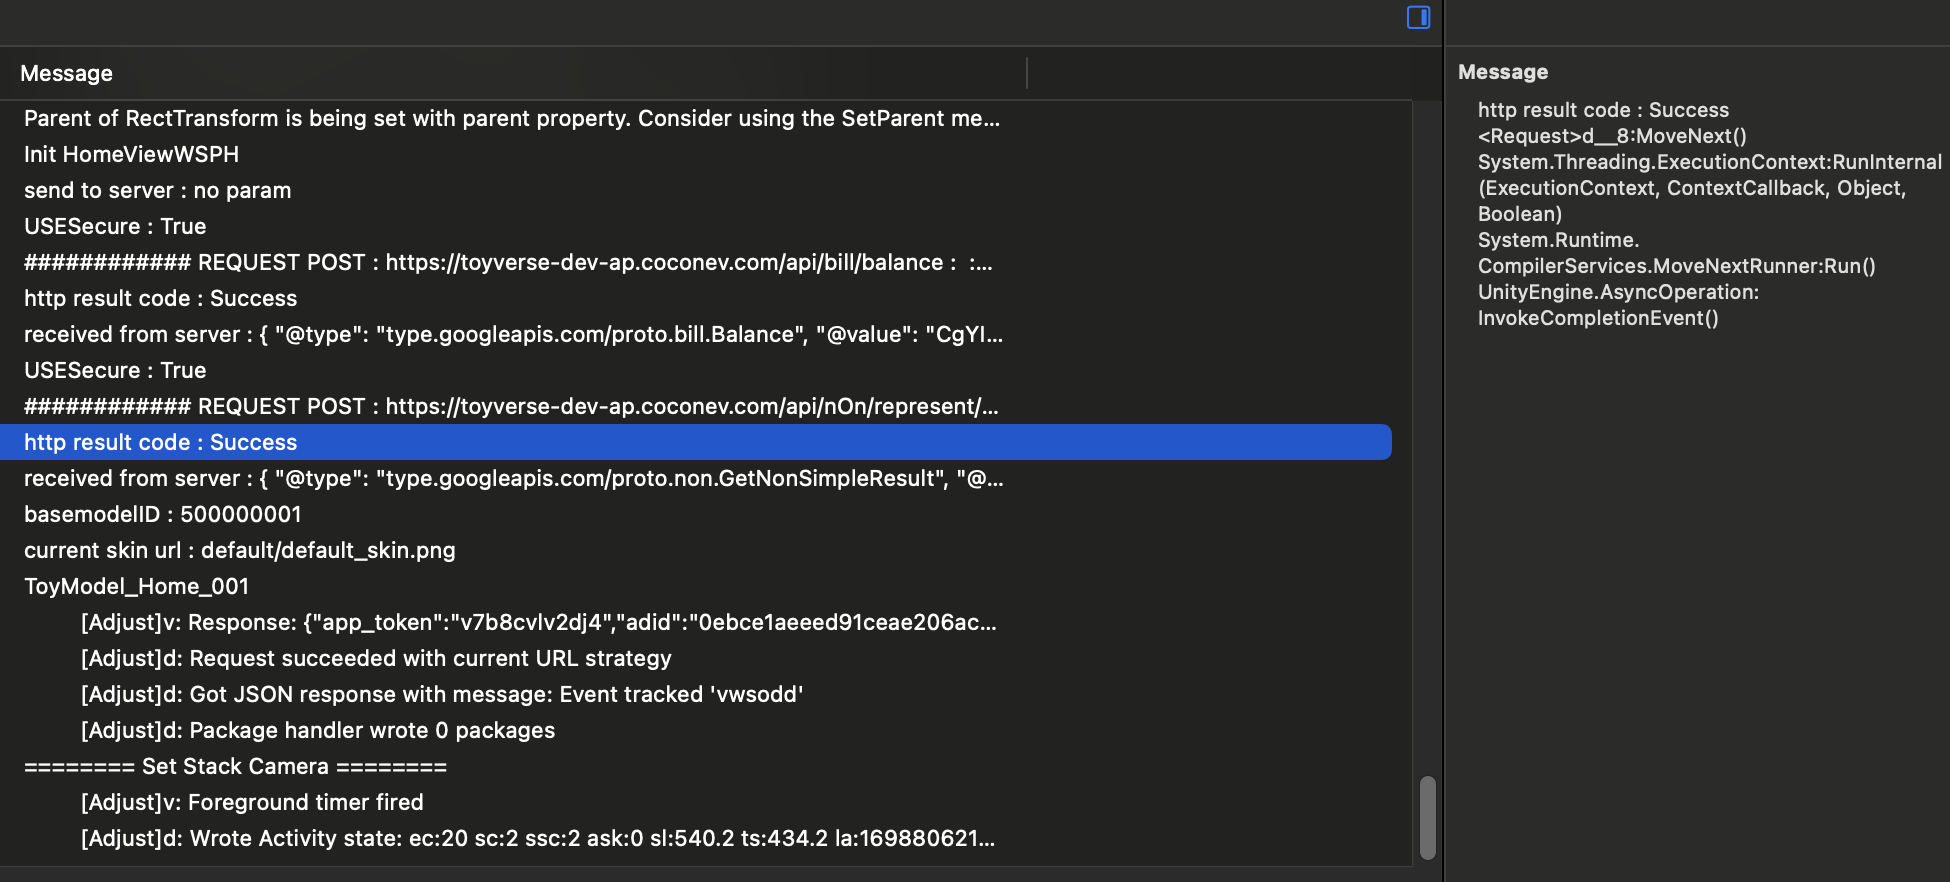 Message
Parent of RectTransform is being set with parent property. Consider using the SetParent me...
Init HomeViewWSPH
send to server : no param
USESecure : True
############ REQUEST POST : https://toyverse-dev-ap.coconev.com/api/bill/balance :  :...
http result code : Success
received from server : { "@type": "type.googleapis.com/proto.bill.Balance", "@value": "CgYI...
USESecure : True
############ REQUEST POST : https://toyverse-dev-ap.coconev.com/api/nOn/represent/...
http result code : Success
received from server : { "@type": "type.googleapis.com/proto.non.GetNonSimpleResult", "@...
basemodelID : 500000001
current skin url : default/default_skin.png
ToyModel_Home_001
[Adjust]v: Response: {"app_token":"v7b8cvlv2dj4","adid":"0ebce1aeeed91ceae206ac...
[Adjust]d: Request succeeded with current URL strategy
[Adjust]d: Got JSON response with message: Event tracked 'vwsodd'
[Adjust]d: Package handler wrote 0 packages
======== Set Stack Camera ========
[Adjust]v: Foreground timer fired
[Adjust]d: Wrote Activity state: ec:20 sc:2 ssc:2 ask:0 sl:540.2 ts:434.2 la:169880621...
Message
http result code : Success
<Request>d__8:MoveNext()
System.Threading.ExecutionContext:RunInternal
(ExecutionContext, ContextCallback, Object,
Boolean)
System.Runtime.
CompilerServices.MoveNextRunner:Run()
UnityEngine.AsyncOperation:
InvokeCompletionEvent()